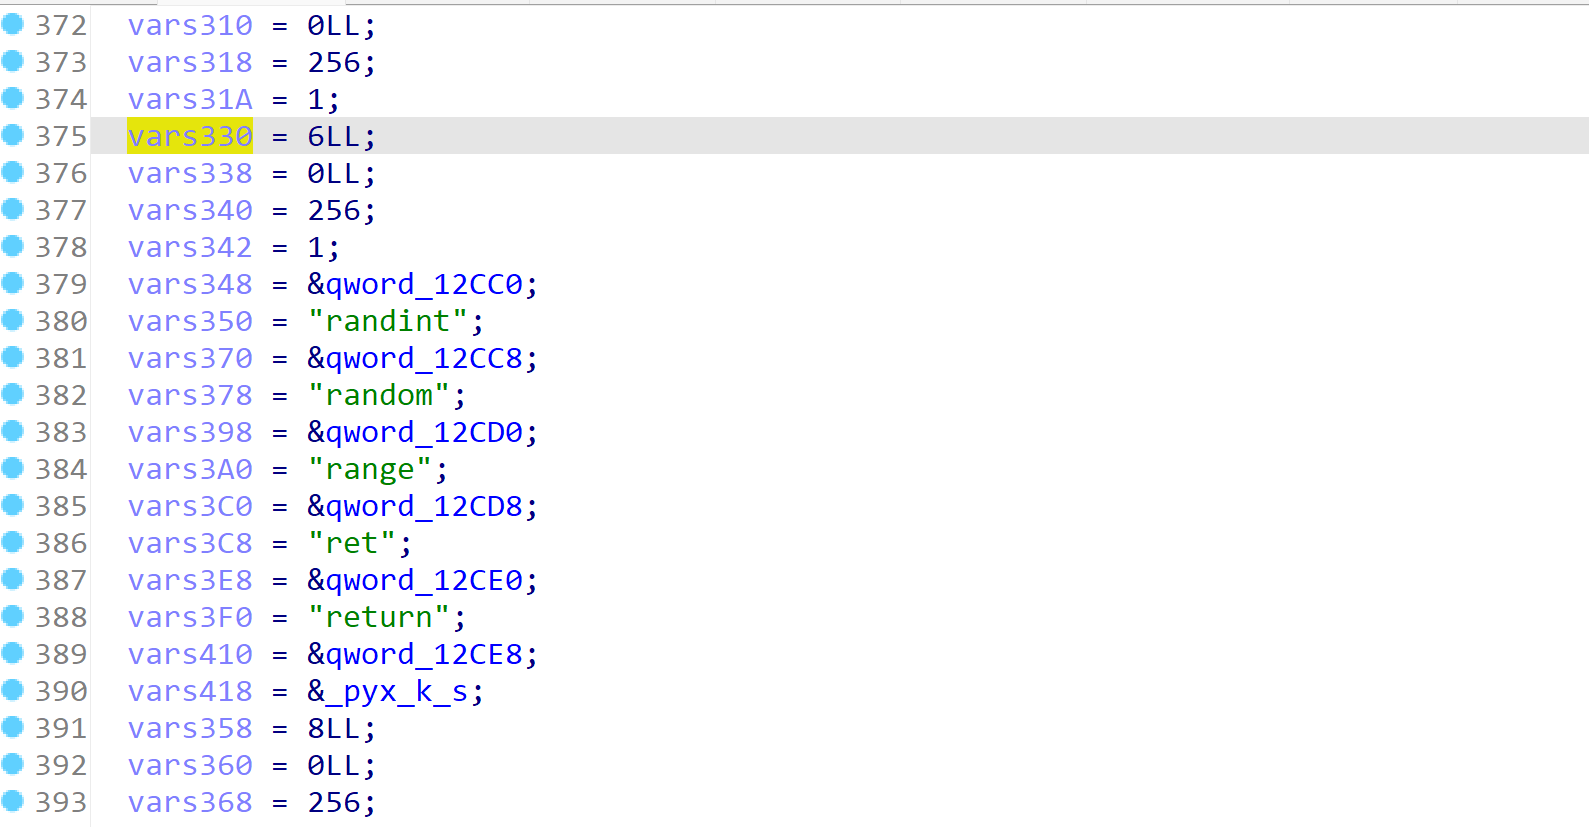 372 vars310 = 0LL;
373 vars318 = 256;
374 vars31A = 1;
375 vars330 = 6LL;
376 vars338 = 0LL;
377 vars340 = 256;
378 vars342 = 1;
379 vars348 = &qword_12CC0;
380 vars350 = "randint";
381 vars370 = &qword_12CC8;
382 vars378 = "random";
383 vars398 = &qword_12CD0;
384 vars3A0 = "range";
385 vars3C0 = &qword_12CD8;
386 vars3C8 = "ret";
387 vars3E8 = &qword_12CE0;
388 vars3F0 = "return";
389 vars410 = &qword_12CE8;
390 vars418 = &_pyx_k_s;
391 vars358 = 8LL;
392 vars360 = 0LL;
393 vars368 = 256;